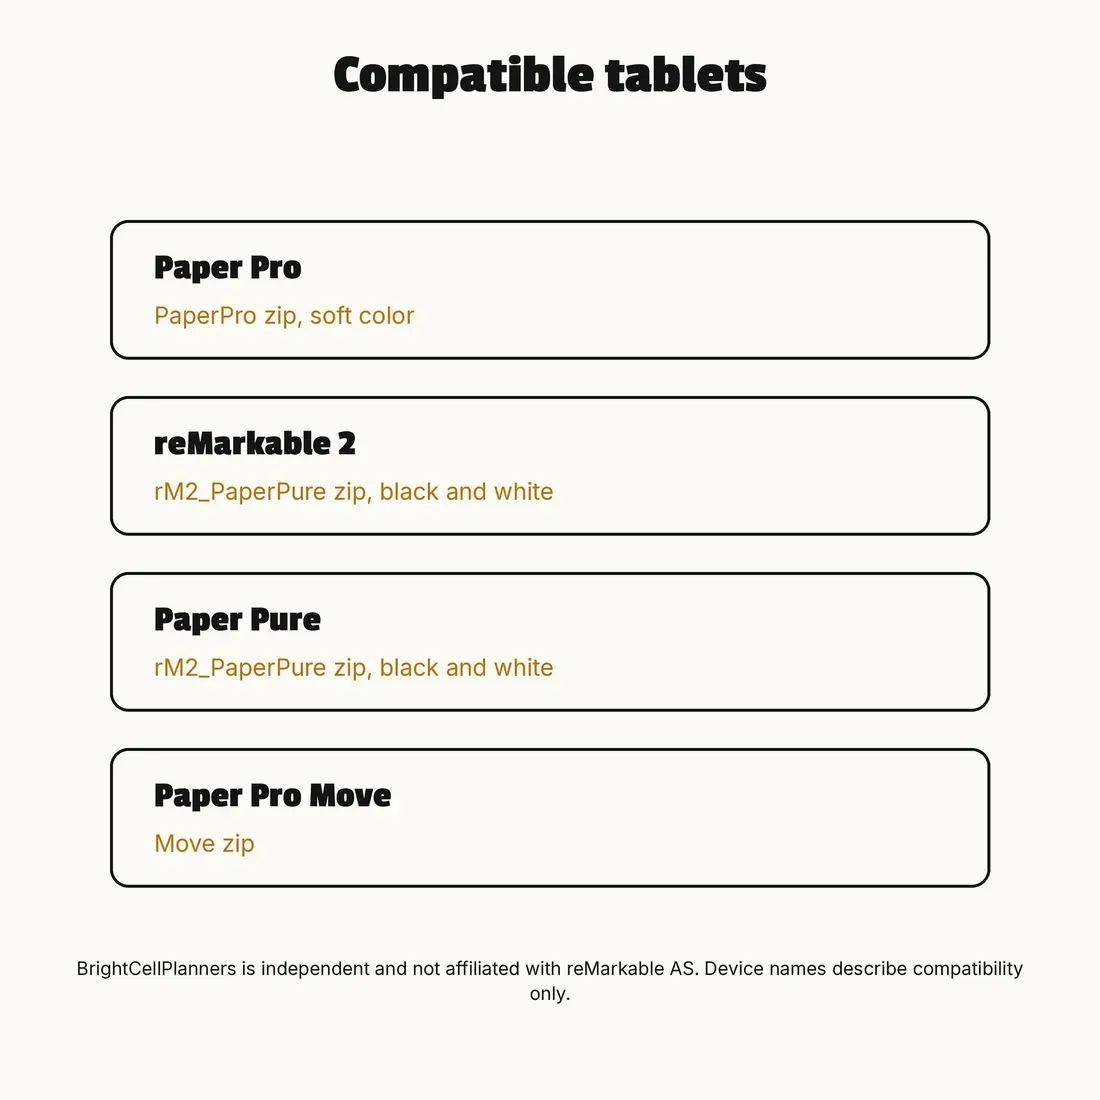 Compatible tablets
Paper Pro
PaperPro zip, soft color
reMarkable 2
rM2_PaperPure zip, black and white
Paper Pure
rM2_PaperPure zip, black and white
Paper Pro Move
Move zip
BrightCellPlanners is independent and not affiliated with reMarkable AS. Device names describe compatibility
only.